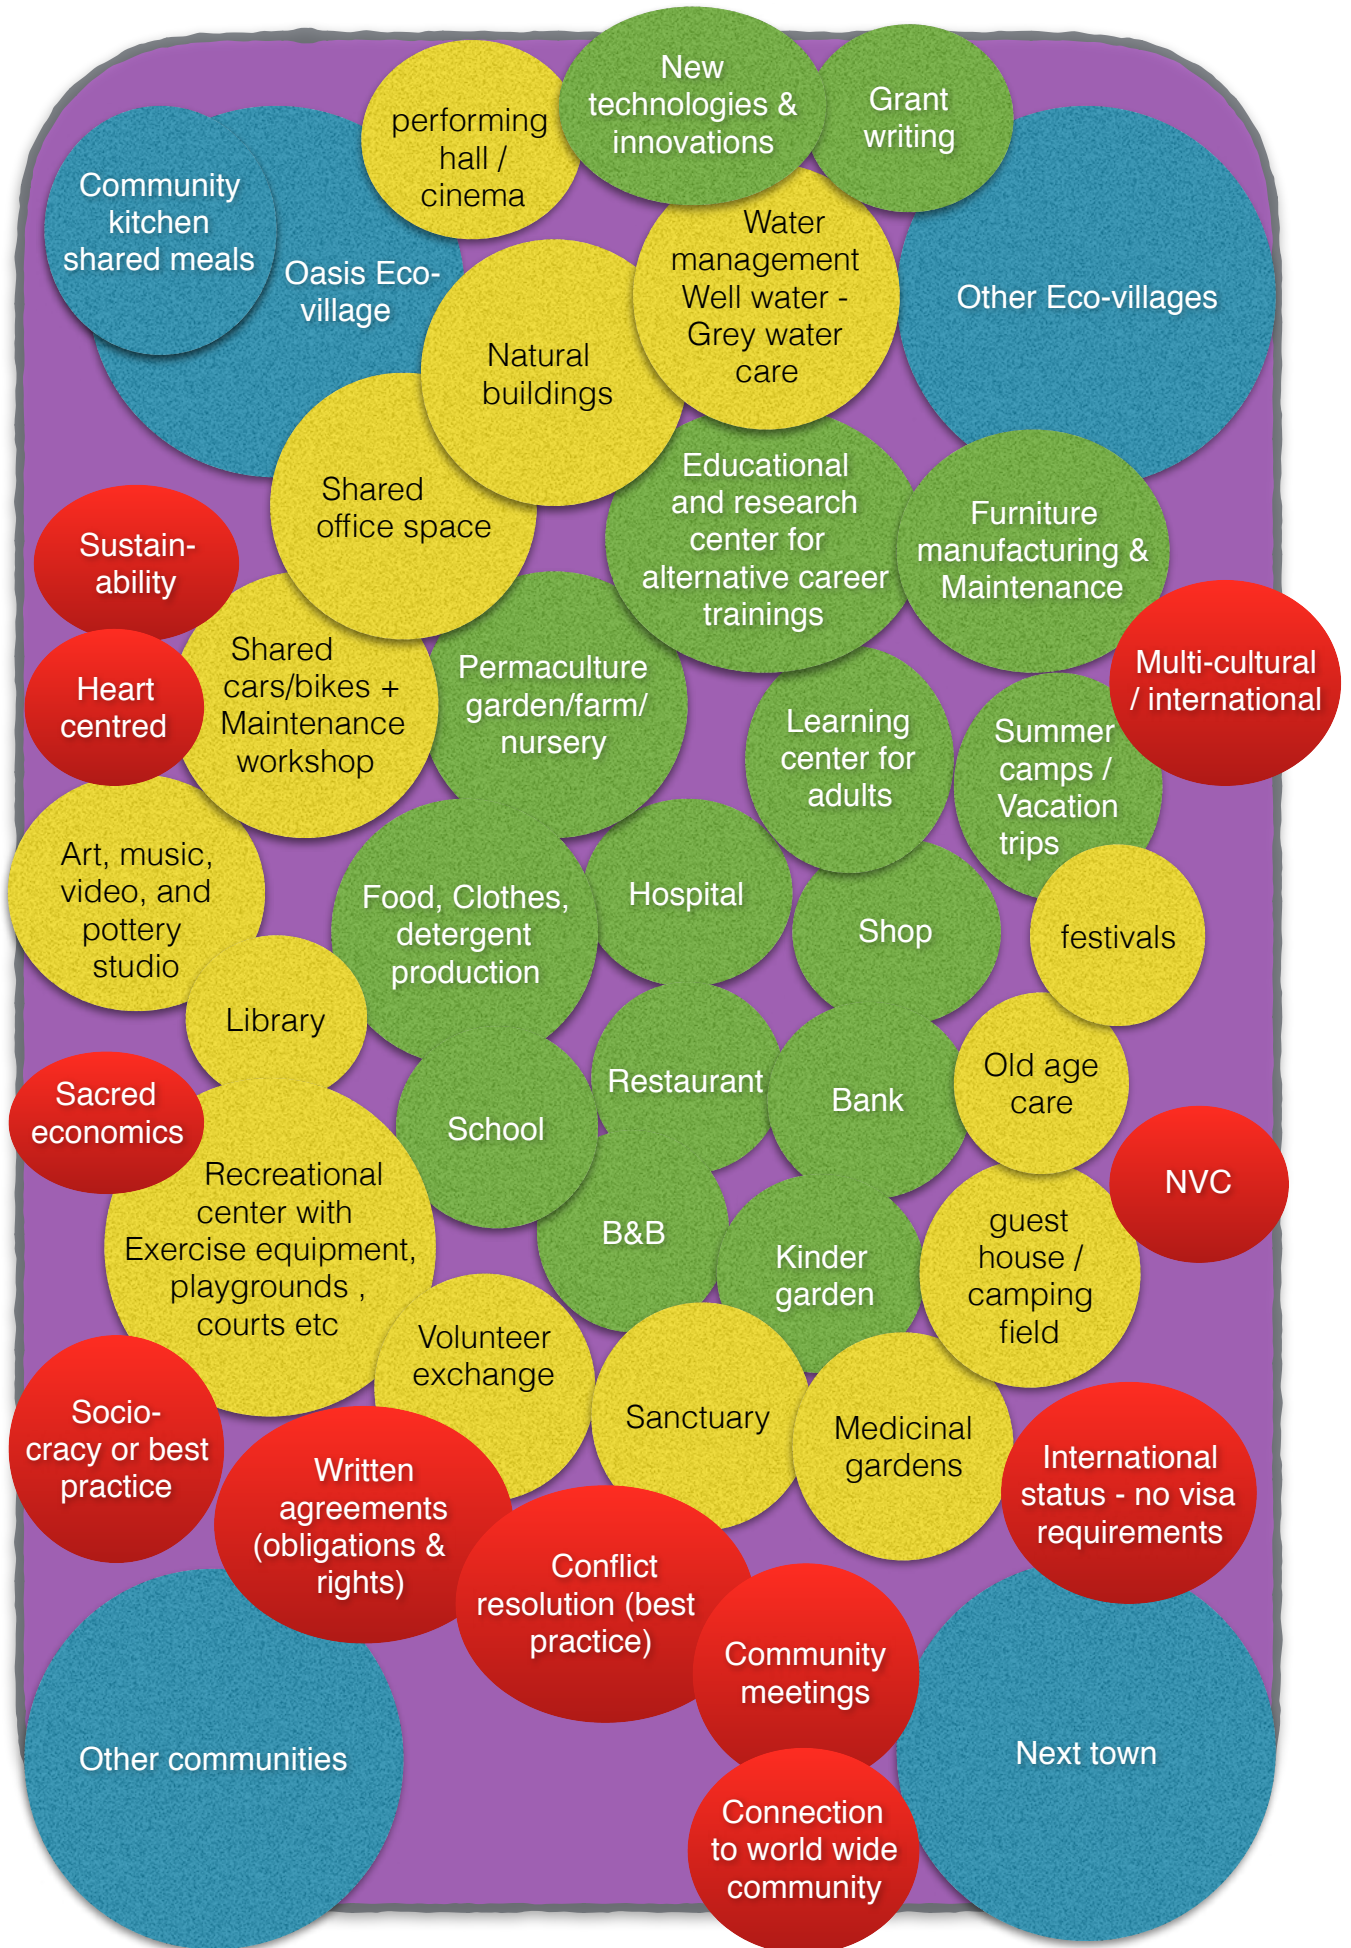 New
technologies &
innovations
Grant
writing
performing
hall /
cinema
Community
kitchen
shared meals
Oasis Eco-
village
Water
management
Well water -
Grey water
care
Other Eco-villages
Natural
buildings
Shared
office space
Educational
and research
center for
alternative career
trainings
Furniture
manufacturing &
Maintenance
Sustain-
ability
Heart
centred
Shared
cars/bikes +
Maintenance
workshop
Permaculture
garden/farm/
nursery
Learning
center for
adults
Summer
camps /
Vacation
trips
Multi-cultural
/ international
Art, music,
video, and
pottery
studio
Food, Clothes,
detergent
production
Hospital
Shop
festivals
Library
Sacred
economics
School
Restaurant
Bank
Old age
care
NVC
Recreational
center with
Exercise equipment,
playgrounds ,
courts etc
B&B
Kinder
garden
guest
house /
camping
field
Volunteer
exchange
Sanctuary
Medicinal
gardens
Socio-
cracy or best
practice
Written
agreements
(obligations &
rights)
Conflict
resolution (best
practice)
International
status - no visa
requirements
Community
meetings
Other communities
Next town
Connection
to world wide
community